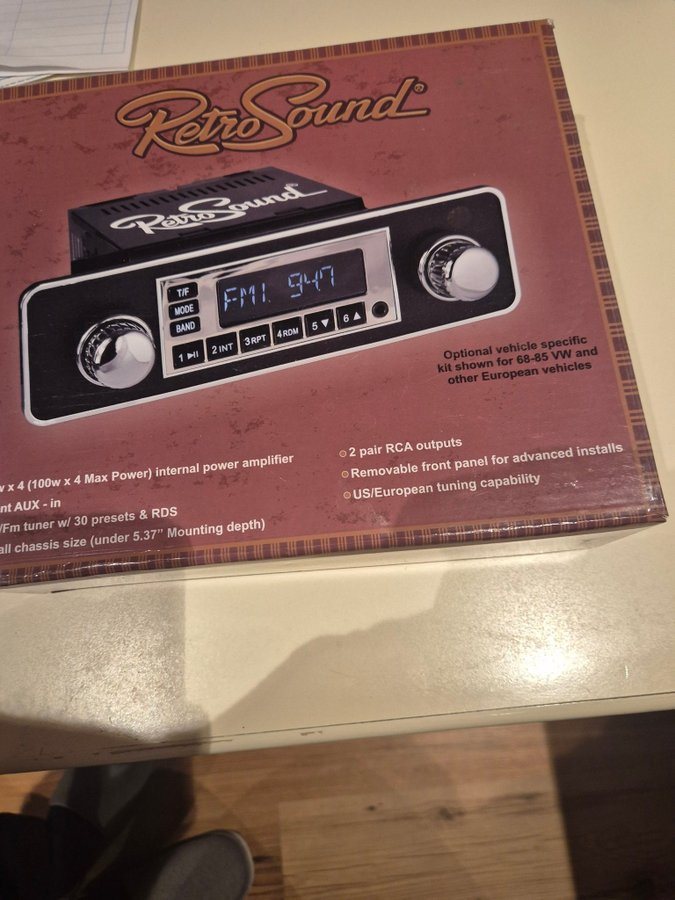 RetroSound®
RetroSound®
T/F
MODE
BAND
FM1 947
1 ▶II
2 INT
3 RPT
4 RDM
5 ▼
6 ▲
Optional vehicle specific
kit shown for 68-85 VW and
other European vehicles
w x 4 (100w x 4 Max Power) internal power amplifier
nt AUX - in
/Fm tuner w/ 30 presets & RDS
all chassis size (under 5.37” Mounting depth)
2 pair RCA outputs
Removable front panel for advanced installs
US/European tuning capability